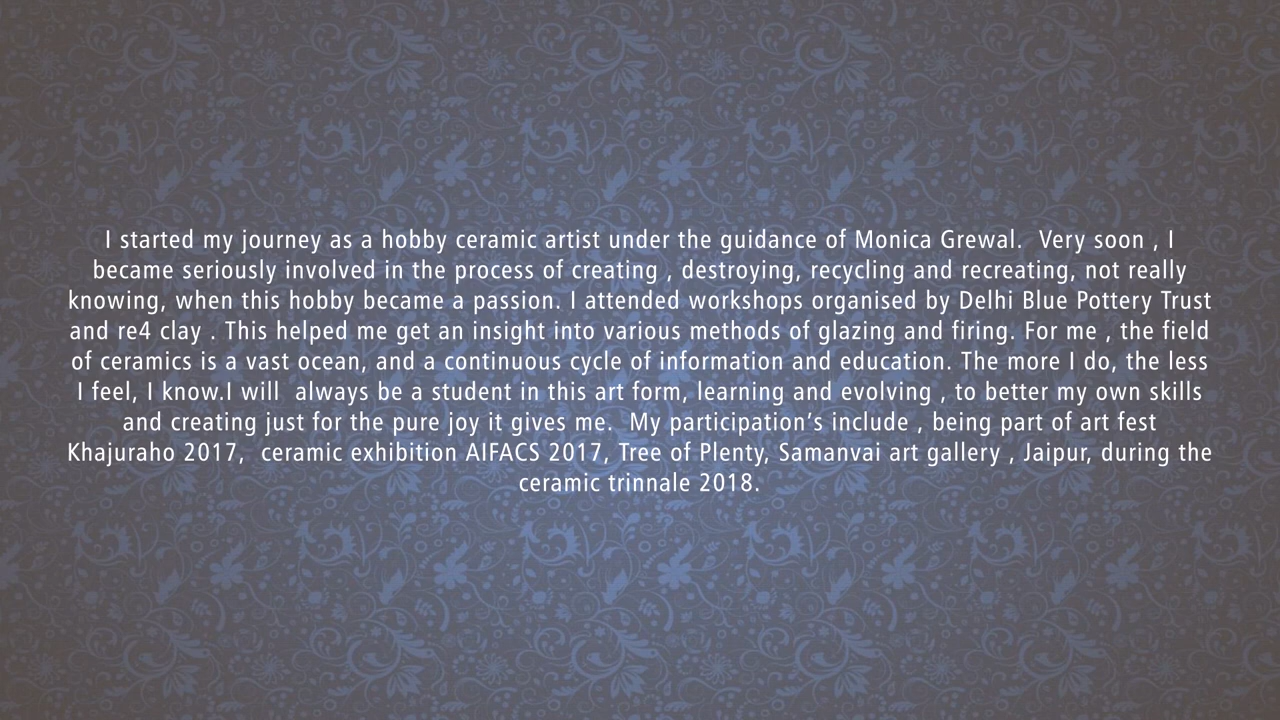 I started my journey as a hobby ceramic artist under the guidance of Monica Grewal.  Very soon , I
became seriously involved in the process of creating , destroying, recycling and recreating, not really
knowing, when this hobby became a passion. I attended workshops organised by Delhi Blue Pottery Trust
and re4 clay . This helped me get an insight into various methods of glazing and firing. For me , the field
of ceramics is a vast ocean, and a continuous cycle of information and education. The more I do, the less
I feel, I know.I will  always be a student in this art form, learning and evolving , to better my own skills
and creating just for the pure joy it gives me.  My participation’s include , being part of art fest
Khajuraho 2017,  ceramic exhibition AIFACS 2017, Tree of Plenty, Samanvai art gallery , Jaipur, during the
ceramic trinnale 2018.